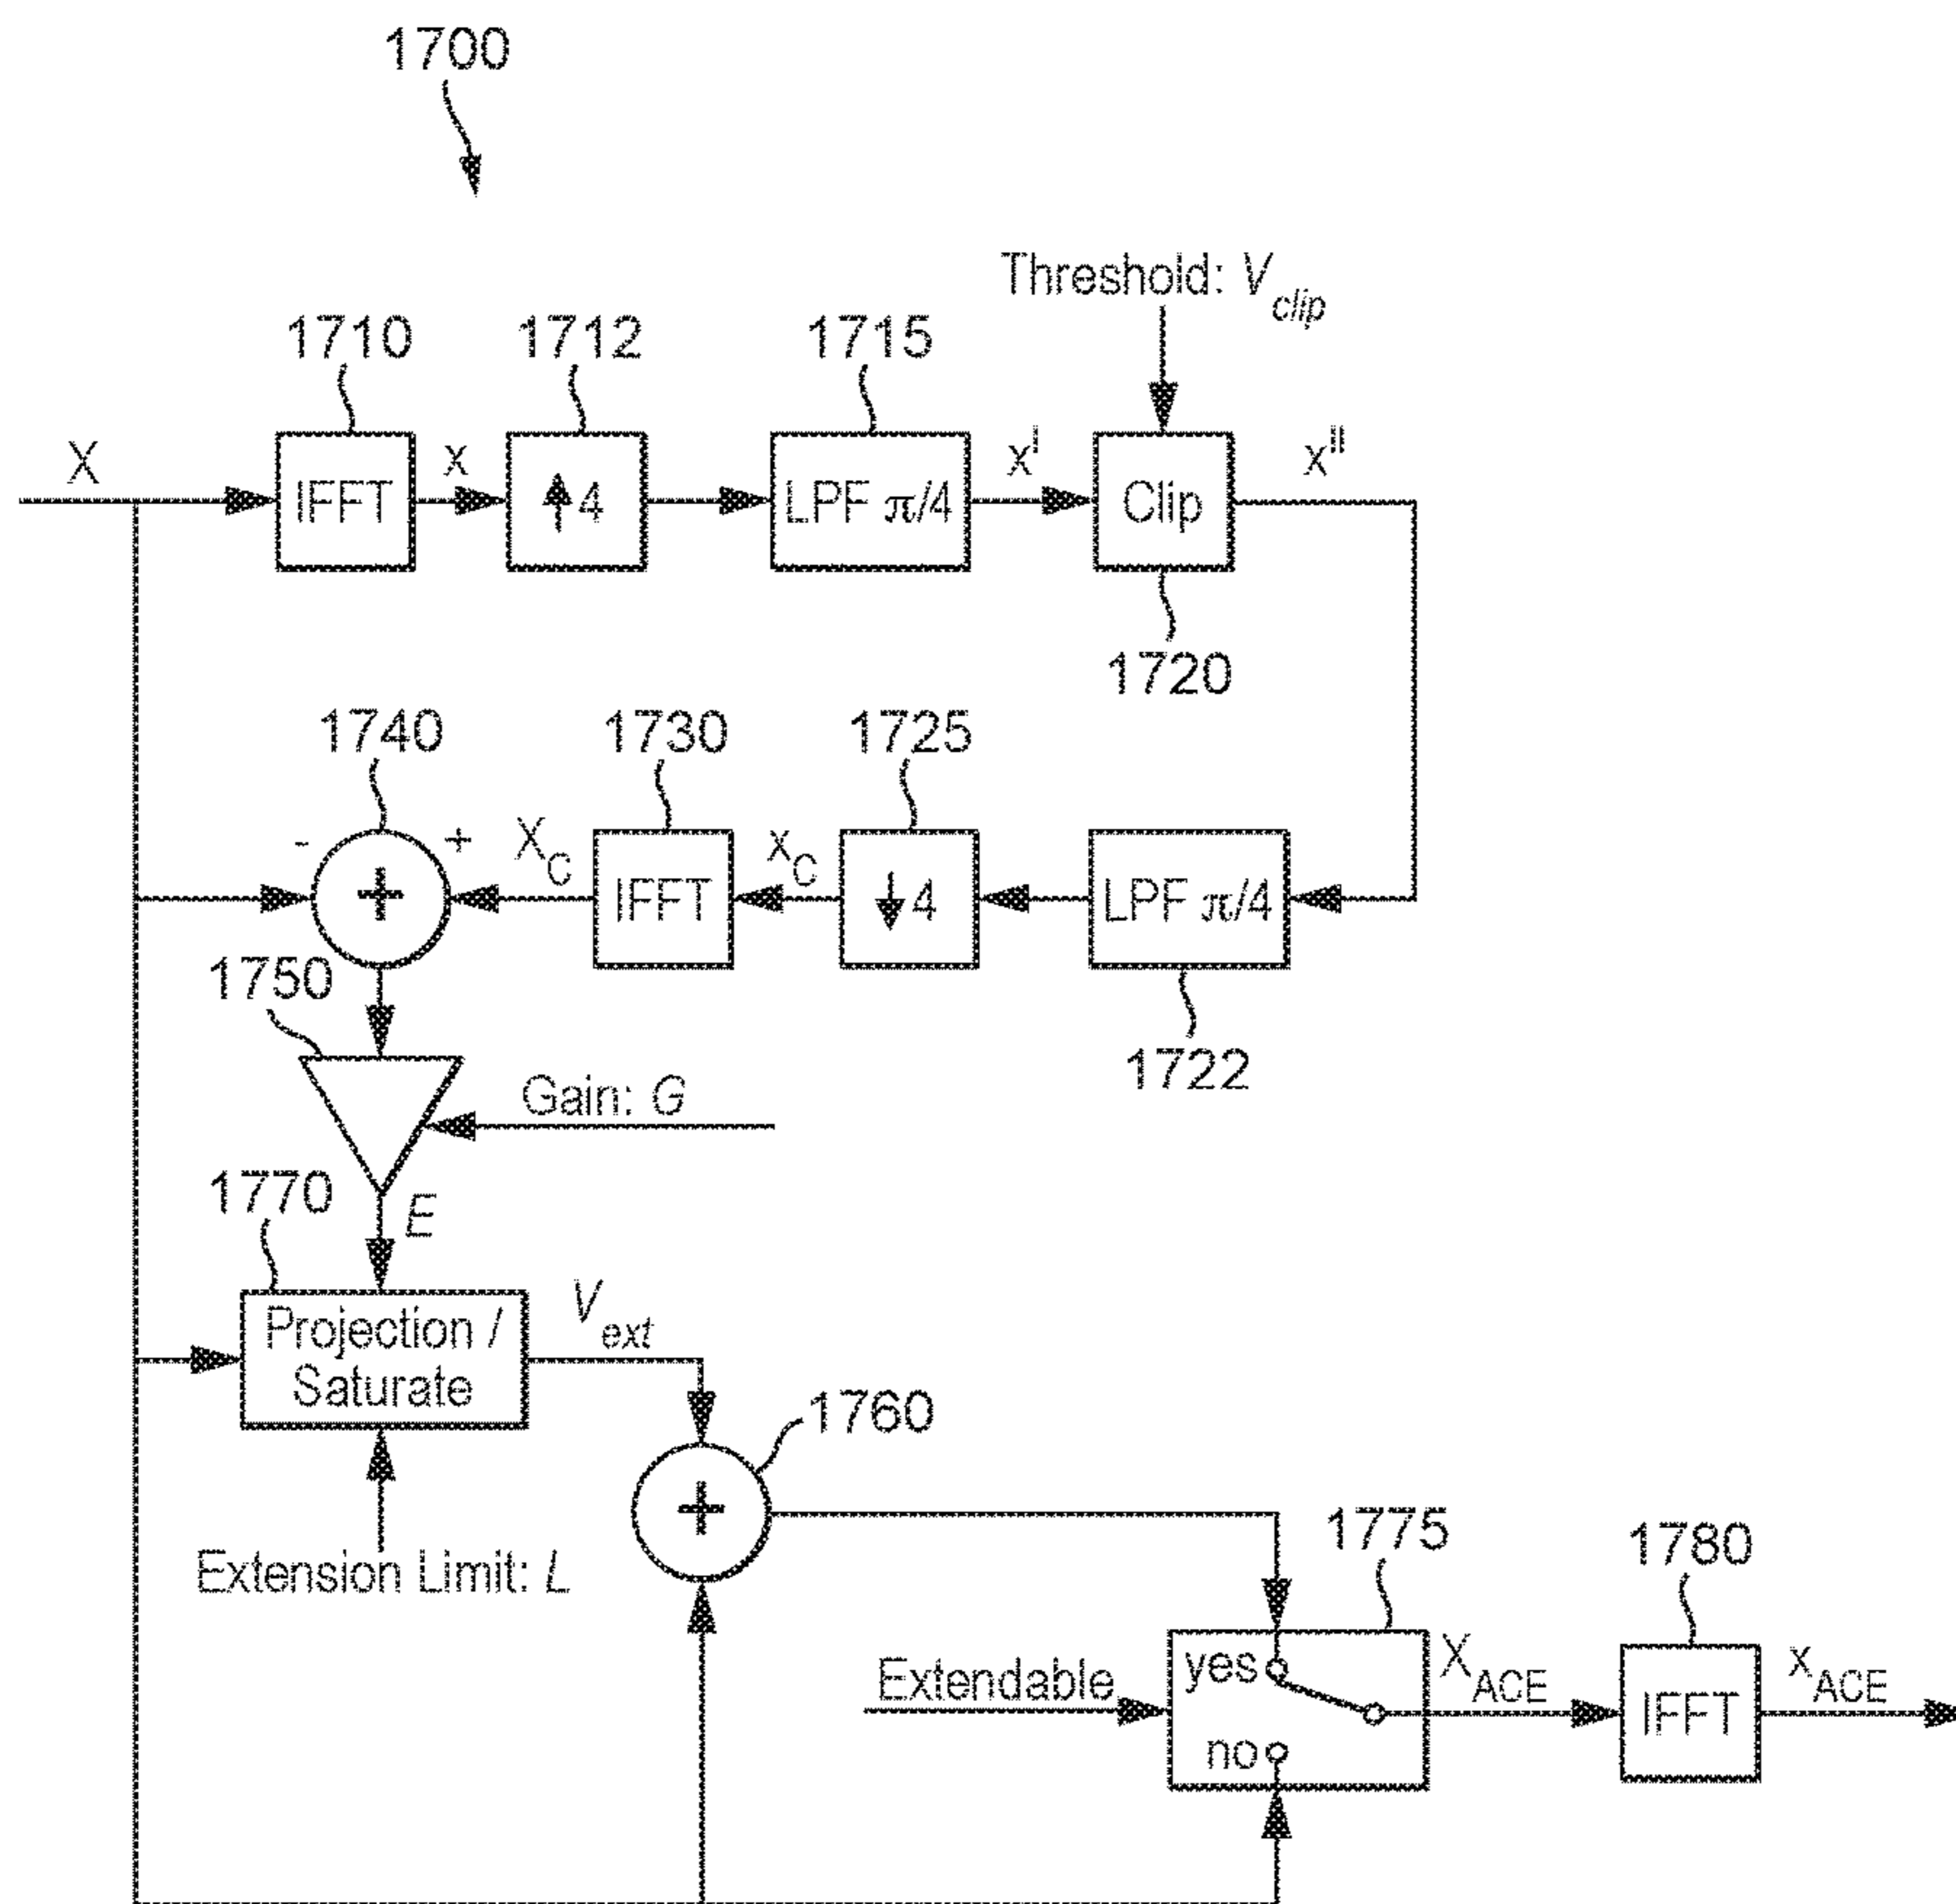 1700
Threshold: V_clip
1710
1712
1715
X
IFFT
x
↑4
LPF π/4
x^I
Clip
x^II
1720
1740
1730
1725
-
+
X_C
x_C
+
IFFT
↓4
LPF π/4
1750
1722
Gain: G
1770
E
Projection /
Saturate
V_ext
1760
+
Extension Limit: L
1775
1780
Extendable
yes
no
X_ACE
IFFT
x_ACE